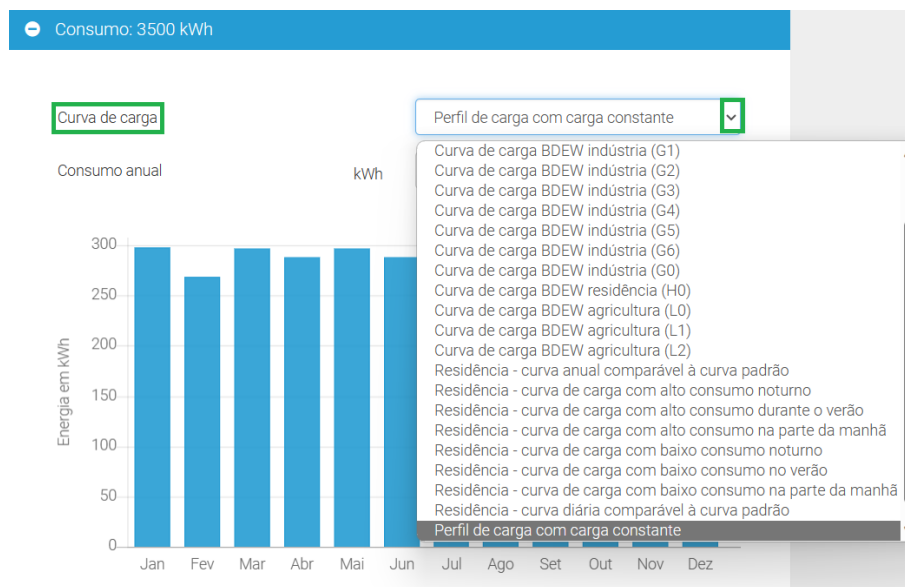 Consumo: 3500 kWh
Curva de carga
Perfil de carga com carga constante
Consumo anual
kWh
Curva de carga BDEW indústria (G1)
Curva de carga BDEW indústria (G2)
Curva de carga BDEW indústria (G3)
Curva de carga BDEW indústria (G4)
Curva de carga BDEW indústria (G5)
Curva de carga BDEW indústria (G6)
Curva de carga BDEW indústria (G0)
Curva de carga BDEW residência (H0)
Curva de carga BDEW agricultura (L0)
Curva de carga BDEW agricultura (L1)
Curva de carga BDEW agricultura (L2)
Residência - curva anual comparável à curva padrão
Residência - curva de carga com alto consumo noturno
Residência - curva de carga com alto consumo durante o verão
Residência - curva de carga com alto consumo na parte da manhã
Residência - curva de carga com baixo consumo noturno
Residência - curva de carga com baixo consumo no verão
Residência - curva de carga com baixo consumo na parte da manhã
Residência - curva diária comparável à curva padrão
Perfil de carga com carga constante
Energia em kWh
300
250
200
150
100
50
0
Jan Fev Mar Abr Mai Jun Jul Ago Set Out Nov Dez